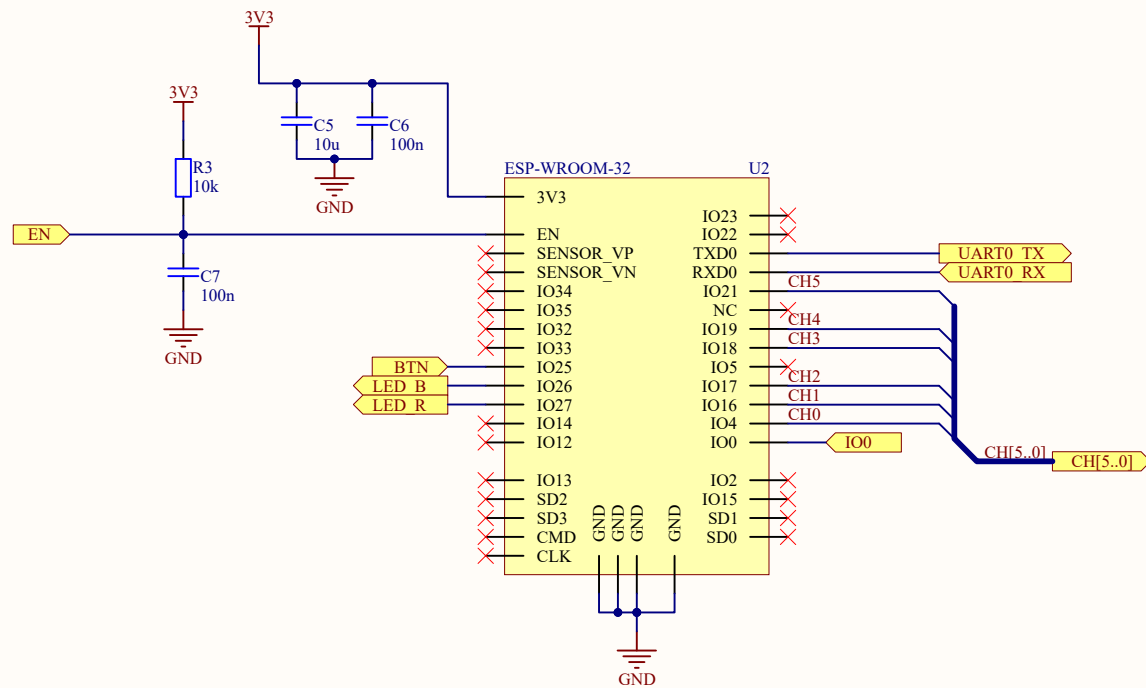 3V3
3V3
C5
10u
C6
100n
R3
10k
GND
ESP-WROOM-32
U2
EN
C7
100n
GND
3V3
EN
SENSOR_VP
SENSOR_VN
IO34
IO35
IO32
IO33
IO25
IO26
IO27
IO14
IO12
IO13
SD2
SD3
CMD
CLK
BTN
LED_B
LED_R
IO23
IO22
TXD0
RXD0
IO21
NC
IO19
IO18
IO5
IO17
IO16
IO4
IO0
IO2
IO15
SD1
SD0
GND
GND
GND
GND
UART0_TX
UART0_RX
CH5
CH4
CH3
CH2
CH1
CH0
IO0
CH[5..0]
CH[5..0]
GND